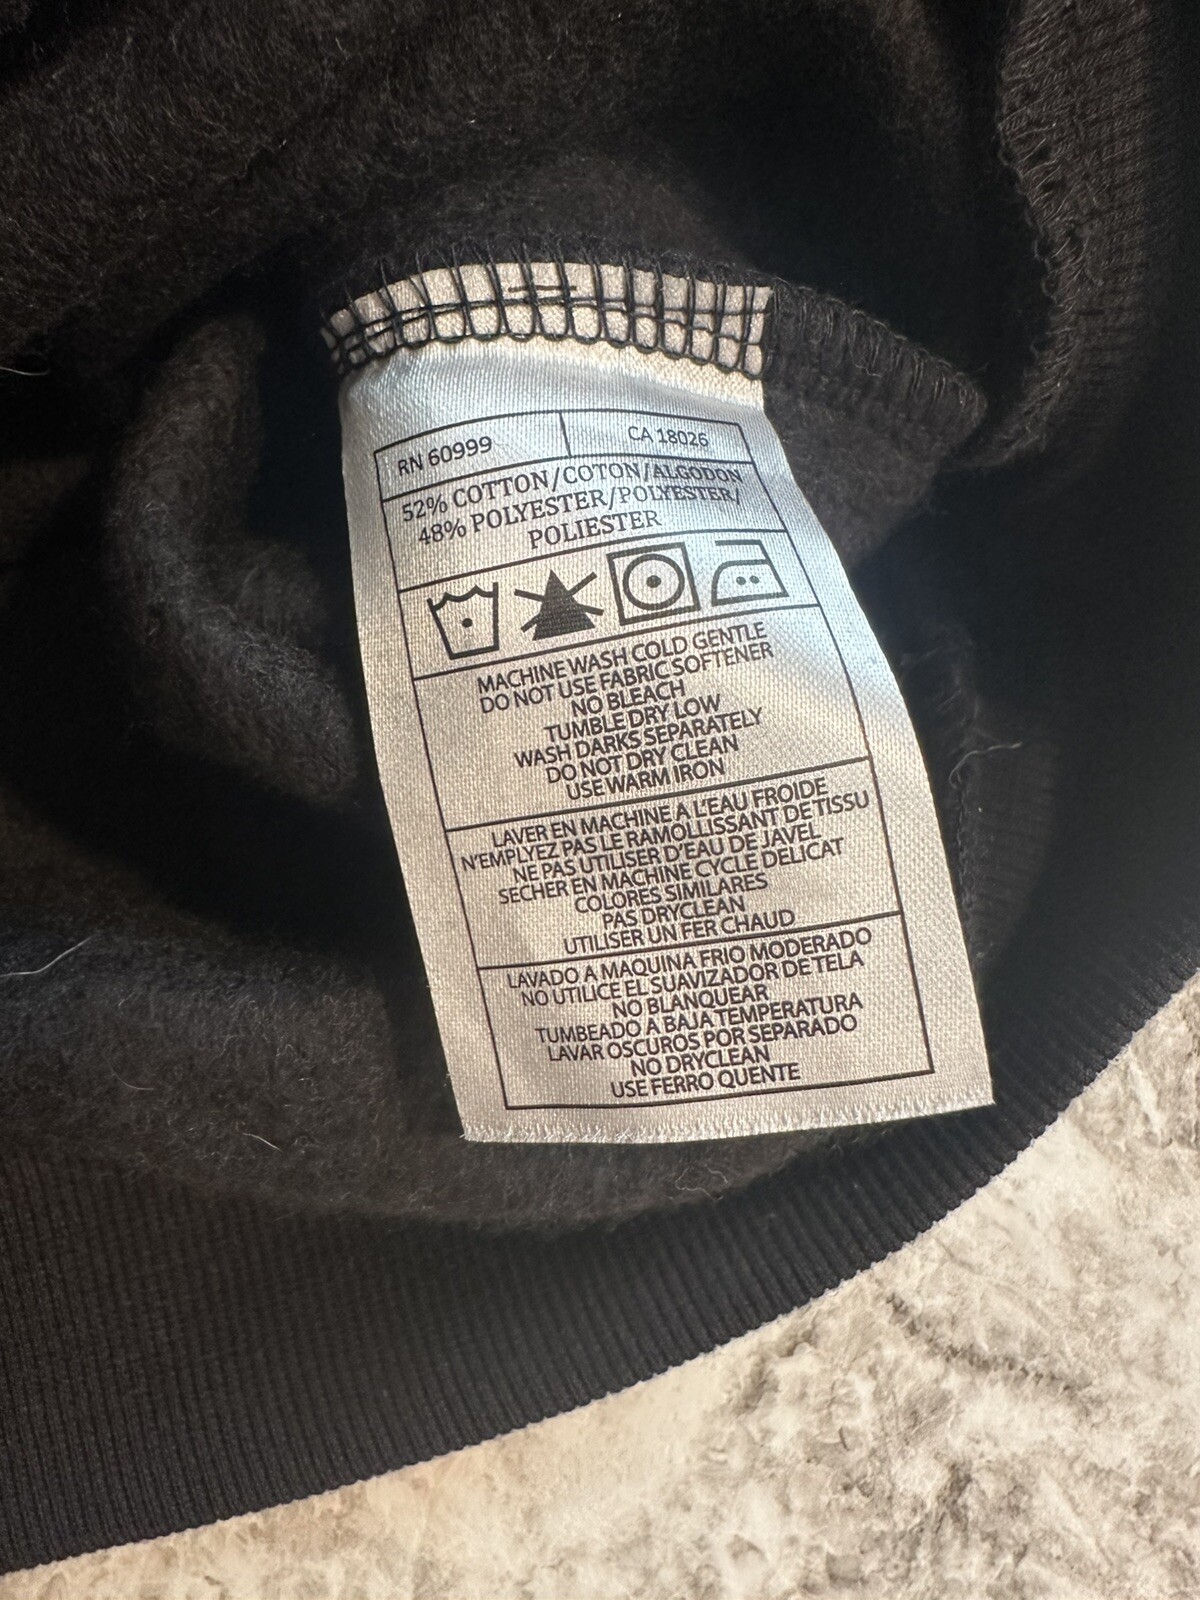 RN 60999 CA 18026
52% COTTON/COTON/ALGODON
48% POLYESTER/POLYESTER/
POLIESTER
MACHINE WASH COLD GENTLE
DO NOT USE FABRIC SOFTENER
NO BLEACH
TUMBLE DRY LOW
WASH DARKS SEPARATELY
DO NOT DRY CLEAN
USE WARM IRON
LAVER EN MACHINE A L'EAU FROIDE
N'EMPLYEZ PAS LE RAMOLLISSANT DE TISSU
NE PAS UTILISER D'EAU DE JAVEL
SECHER EN MACHINE CYCLE DELICAT
COLORES SIMILARES
PAS DRYCLEAN
UTILISER UN FER CHAUD
LAVADO A MAQUINA FRIO MODERADO
NO UTILICE EL SUAVIZADOR DE TELA
NO BLANQUEAR
TUMBEADO A BAJA TEMPERATURA
LAVAR OSCUROS POR SEPARADO
NO DRYCLEAN
USE FERRO QUENTE